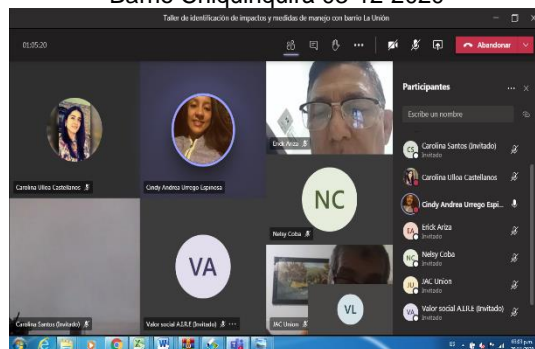 Barrio Chiquinquirá
Taller de identificación de impactos y medidas de manejo con barrio La Unión
01:05:20
Abandonar
Participantes
Escribe un nombre
CS Carolina Santos (Invitado)
Invitado
Carolina Ulloa Castellanos
Cindy Andrea Urrego Espi...
EA Erick Ariza
Invitado
NC Nelsy Coba
Invitado
JU JAC Union
Invitado
VA Valor social A.I.R.E (Invitado)
Invitado
Carolina Ulloa Castellanos
Cindy Andrea Urrego Espinosa
Erick Ariza
NC
Nelsy Coba
Carolina Santos (Invitado)
VA
Valor social A.I.R.E (Invitado)
JAC Union
VL
ES